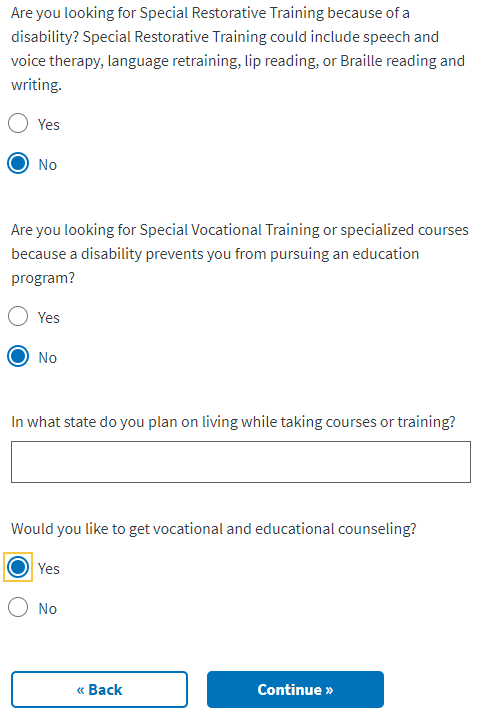 Are you looking for Special Restorative Training because of a
disability? Special Restorative Training could include speech and
voice therapy, language retraining, lip reading, or Braille reading and
writing.
Yes
No
Are you looking for Special Vocational Training or specialized courses
because a disability prevents you from pursuing an education
program?
Yes
No
In what state do you plan on living while taking courses or training?
Would you like to get vocational and educational counseling?
Yes
No
« Back
Continue »